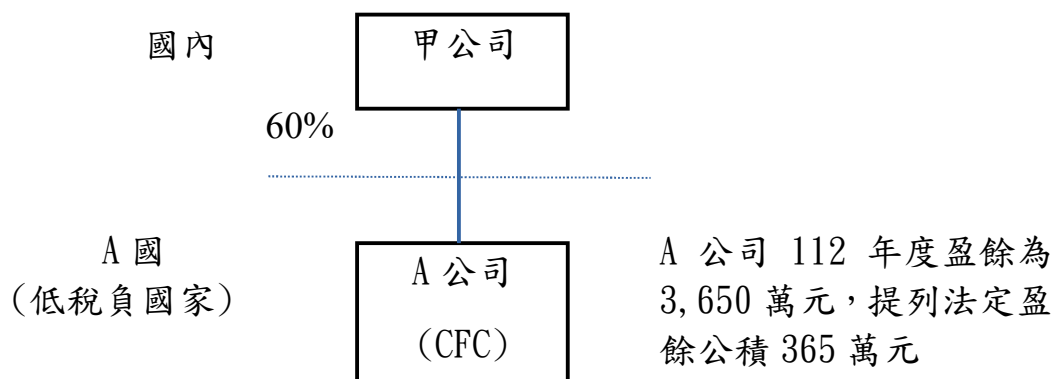 國內
甲公司
60%
A 國
(低稅負國家)
A 公司
(CFC)
A 公司 112 年度盈餘為
3,650 萬元，提列法定盈
餘公積 365 萬元